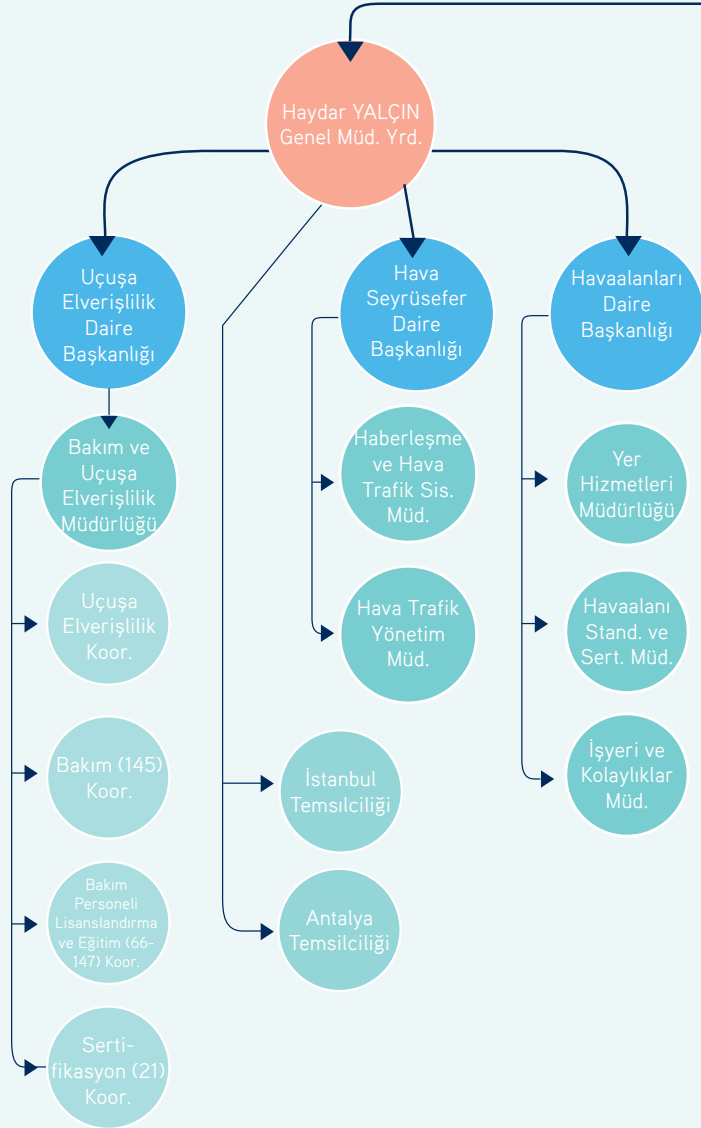 Haydar YALÇIN
Genel Müd. Yrd.
Uçuşa
Elverişlilik
Daire
Başkanlığı
Hava
Seyrüsefer
Daire
Başkanlığı
Havaalanları
Daire
Başkanlığı
Bakım ve
Uçuşa
Elverişlilik
Müdürlüğü
Haberleşme
ve Hava
Trafik Sis.
Müd.
Yer
Hizmetleri
Müdürlüğü
Uçuşa
Elverişlilik
Koor.
Hava Trafik
Yönetim
Müd.
Havaalanı
Stand. ve
Sert. Müd.
Bakım (145)
Koor.
İstanbul
Temsilciliği
İşyeri ve
Kolaylıklar
Müd.
Bakım
Personeli
Lisanslandırma
ve Eğitim (66-
147) Koor.
Antalya
Temsilciliği
Serti-
fikasyon (21)
Koor.